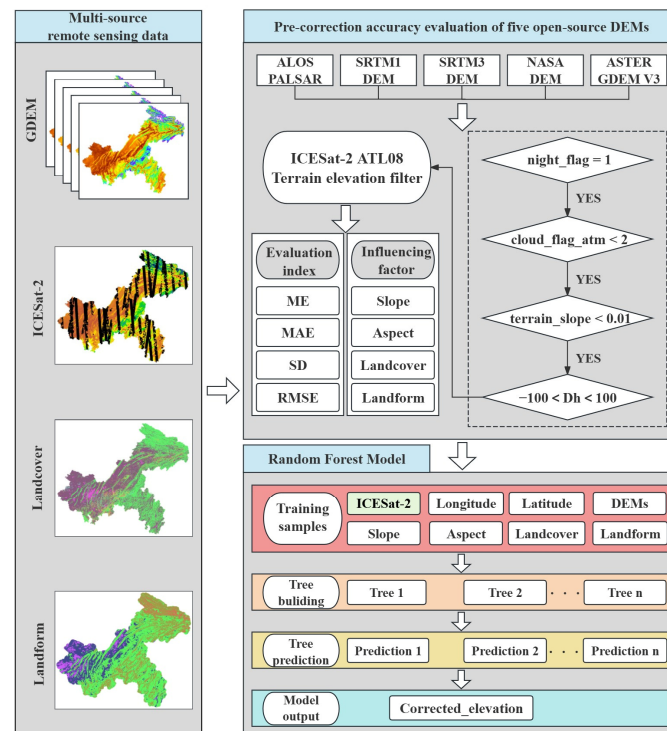 Multi-source
remote sensing data
GDEM
ICESat-2
Landcover
Landform
Pre-correction accuracy evaluation of five open-source DEMs
ALOS
PALSAR
SRTM1
DEM
SRTM3
DEM
NASA
DEM
ASTER
GDEM V3
ICESat-2 ATL08
Terrain elevation filter
night_flag = 1
YES
cloud_flag_atm < 2
YES
terrain_slope < 0.01
YES
−100 < Dh < 100
Evaluation
index
ME
MAE
SD
RMSE
Influencing
factor
Slope
Aspect
Landcover
Landform
Random Forest Model
Training
samples
ICESat-2
Longitude
Latitude
DEMs
Slope
Aspect
Landcover
Landform
Tree
buliding
Tree 1
Tree 2
· · ·
Tree n
Tree
prediction
Prediction 1
Prediction 2
· · ·
Prediction n
Model
output
Corrected_elevation